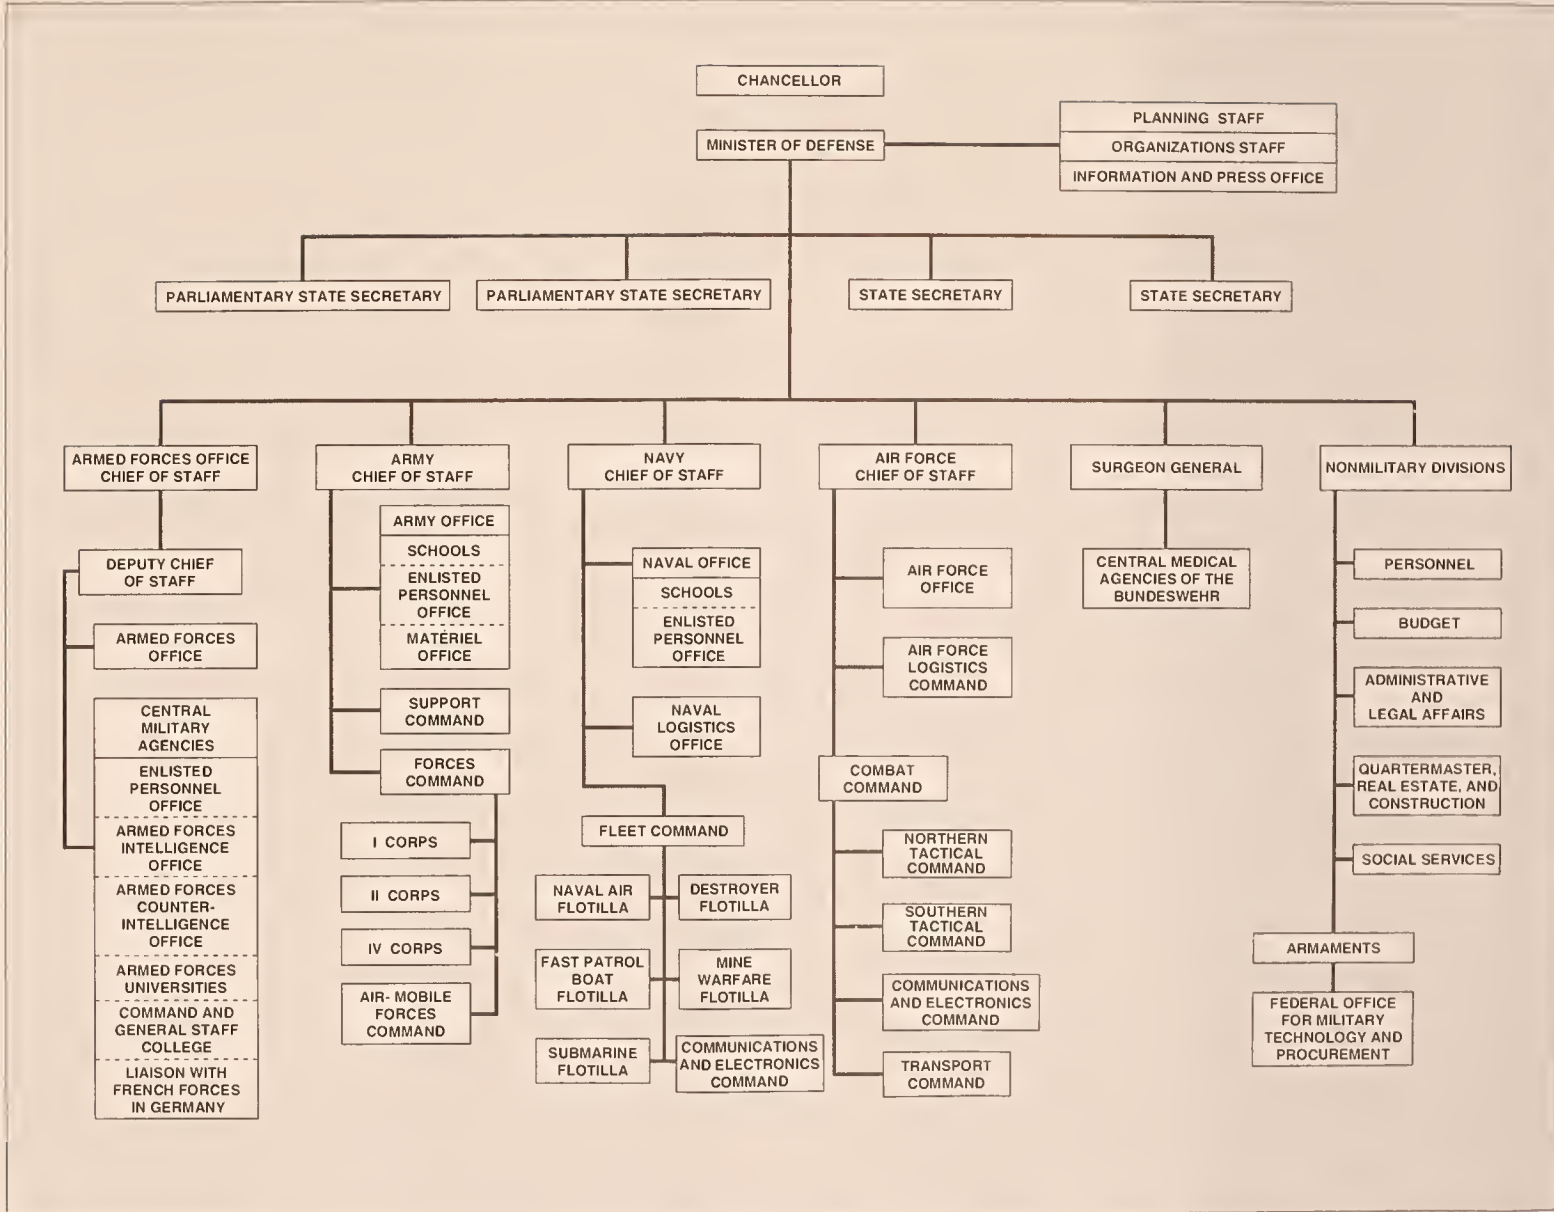 CHANCELLOR
MINISTER OF DEFENSE
PLANNING STAFF
ORGANIZATIONS STAFF
INFORMATION AND PRESS OFFICE
PARLIAMENTARY STATE SECRETARY
PARLIAMENTARY STATE SECRETARY
STATE SECRETARY
STATE SECRETARY
ARMED FORCES OFFICE
CHIEF OF STAFF
DEPUTY CHIEF
OF STAFF
ARMED FORCES
OFFICE
CENTRAL
MILITARY
AGENCIES
ENLISTED
PERSONNEL
OFFICE
ARMED FORCES
INTELLIGENCE
OFFICE
ARMED FORCES
COUNTER-
INTELLIGENCE
OFFICE
ARMED FORCES
UNIVERSITIES
COMMAND AND
GENERAL STAFF
COLLEGE
LIAISON WITH
FRENCH FORCES
IN GERMANY
ARMY
CHIEF OF STAFF
ARMY OFFICE
SCHOOLS
ENLISTED
PERSONNEL
OFFICE
MATÉRIEL
OFFICE
SUPPORT
COMMAND
FORCES
COMMAND
I CORPS
II CORPS
IV CORPS
AIR- MOBILE
FORCES
COMMAND
NAVY
CHIEF OF STAFF
NAVAL OFFICE
SCHOOLS
ENLISTED
PERSONNEL
OFFICE
NAVAL
LOGISTICS
OFFICE
FLEET COMMAND
NAVAL AIR
FLOTILLA
DESTROYER
FLOTILLA
FAST PATROL
BOAT
FLOTILLA
MINE
WARFARE
FLOTILLA
SUBMARINE
FLOTILLA
COMMUNICATIONS
AND ELECTRONICS
COMMAND
AIR FORCE
CHIEF OF STAFF
AIR FORCE
OFFICE
AIR FORCE
LOGISTICS
COMMAND
COMBAT
COMMAND
NORTHERN
TACTICAL
COMMAND
SOUTHERN
TACTICAL
COMMAND
COMMUNICATIONS
AND ELECTRONICS
COMMAND
TRANSPORT
COMMAND
SURGEON GENERAL
CENTRAL MEDICAL
AGENCIES OF THE
BUNDESWEHR
NONMILITARY DIVISIONS
PERSONNEL
BUDGET
ADMINISTRATIVE
AND
LEGAL AFFAIRS
QUARTERMASTER,
REAL ESTATE, AND
CONSTRUCTION
SOCIAL SERVICES
ARMAMENTS
FEDERAL OFFICE
FOR MILITARY
TECHNOLOGY AND
PROCUREMENT